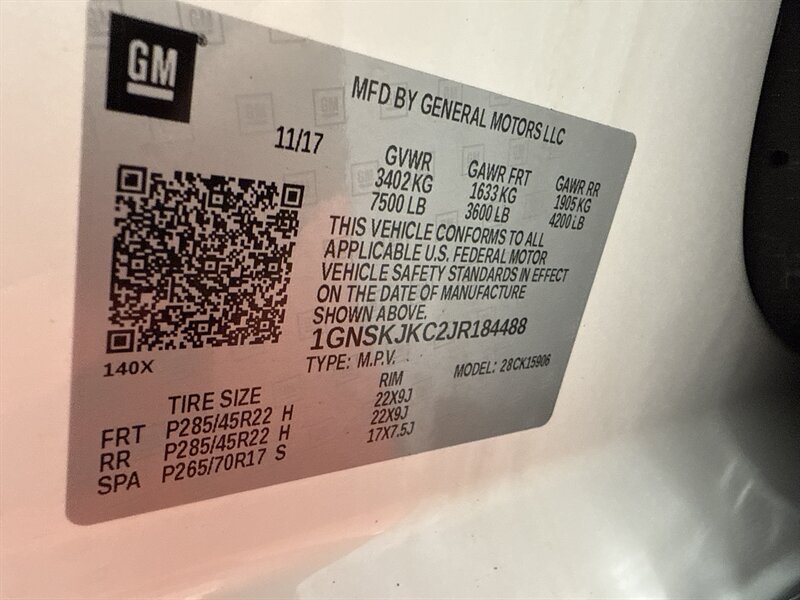 GM
MFD BY GENERAL MOTORS LLC
11/17
GVWR GAWR FRT GAWR RR
3402 KG 1633 KG 1905 KG
7500 LB 3600 LB 4200 LB
THIS VEHICLE CONFORMS TO ALL
APPLICABLE U.S. FEDERAL MOTOR
VEHICLE SAFETY STANDARDS IN EFFECT
ON THE DATE OF MANUFACTURE
SHOWN ABOVE.
1GNSKJKC2JR184488
140X
TYPE: M.P.V. MODEL: 28CK15906
TIRE SIZE RIM
FRT P285/45R22 H 22X9J
RR P285/45R22 H 22X9J
SPA P265/70R17 S 17X7.5J